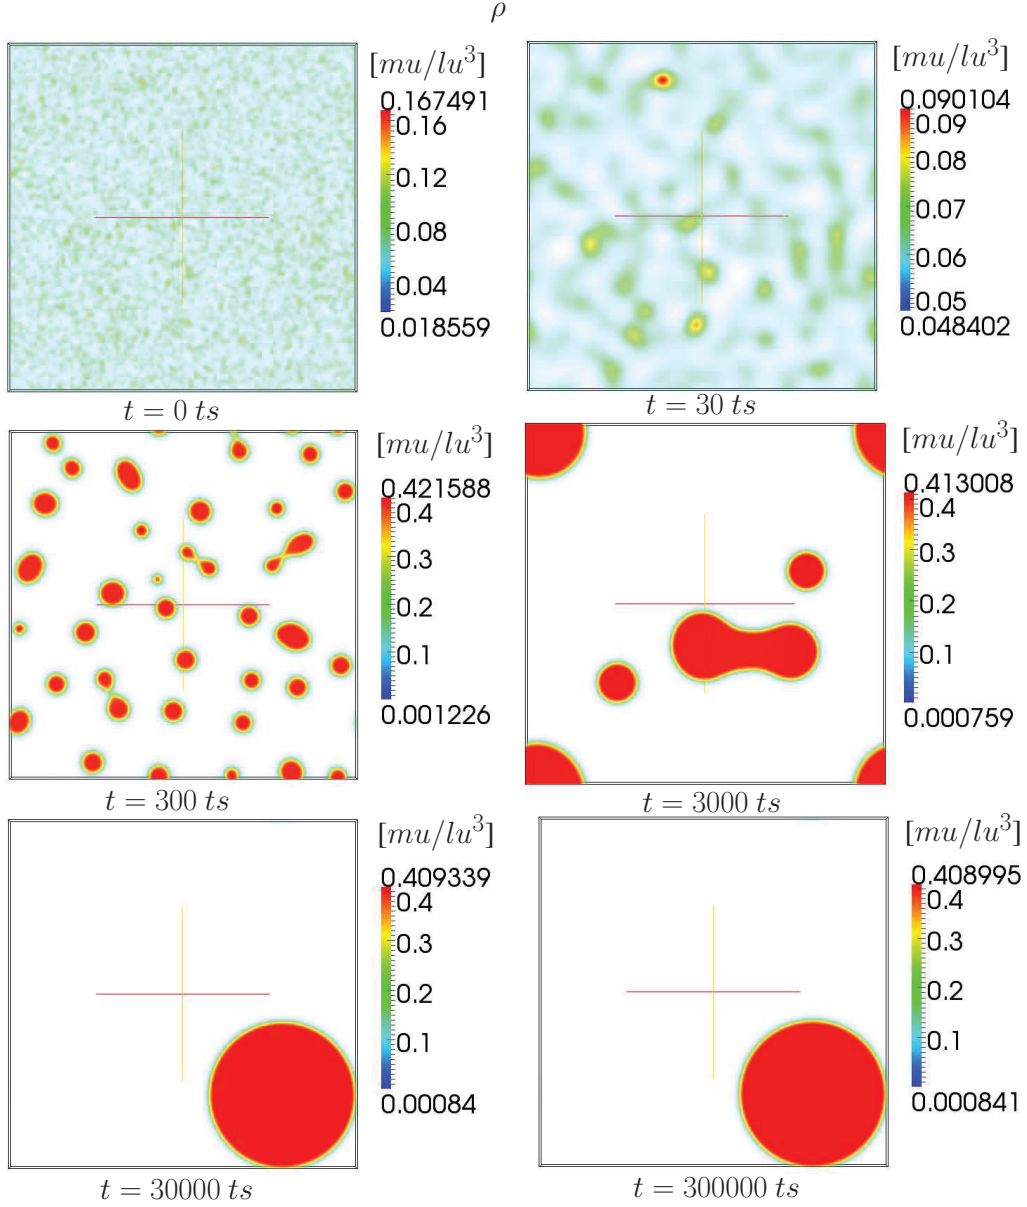 ρ
[mu/lu³]
0.167491
0.16
0.12
0.08
0.04
0.018559
t = 0 ts
[mu/lu³]
0.090104
0.09
0.08
0.07
0.06
0.05
0.048402
t = 30 ts
[mu/lu³]
0.421588
0.4
0.3
0.2
0.1
0.001226
t = 300 ts
[mu/lu³]
0.413008
0.4
0.3
0.2
0.1
0.000759
t = 3000 ts
[mu/lu³]
0.409339
0.4
0.3
0.2
0.1
0.00084
t = 30000 ts
[mu/lu³]
0.408995
0.4
0.3
0.2
0.1
0.000841
t = 300000 ts